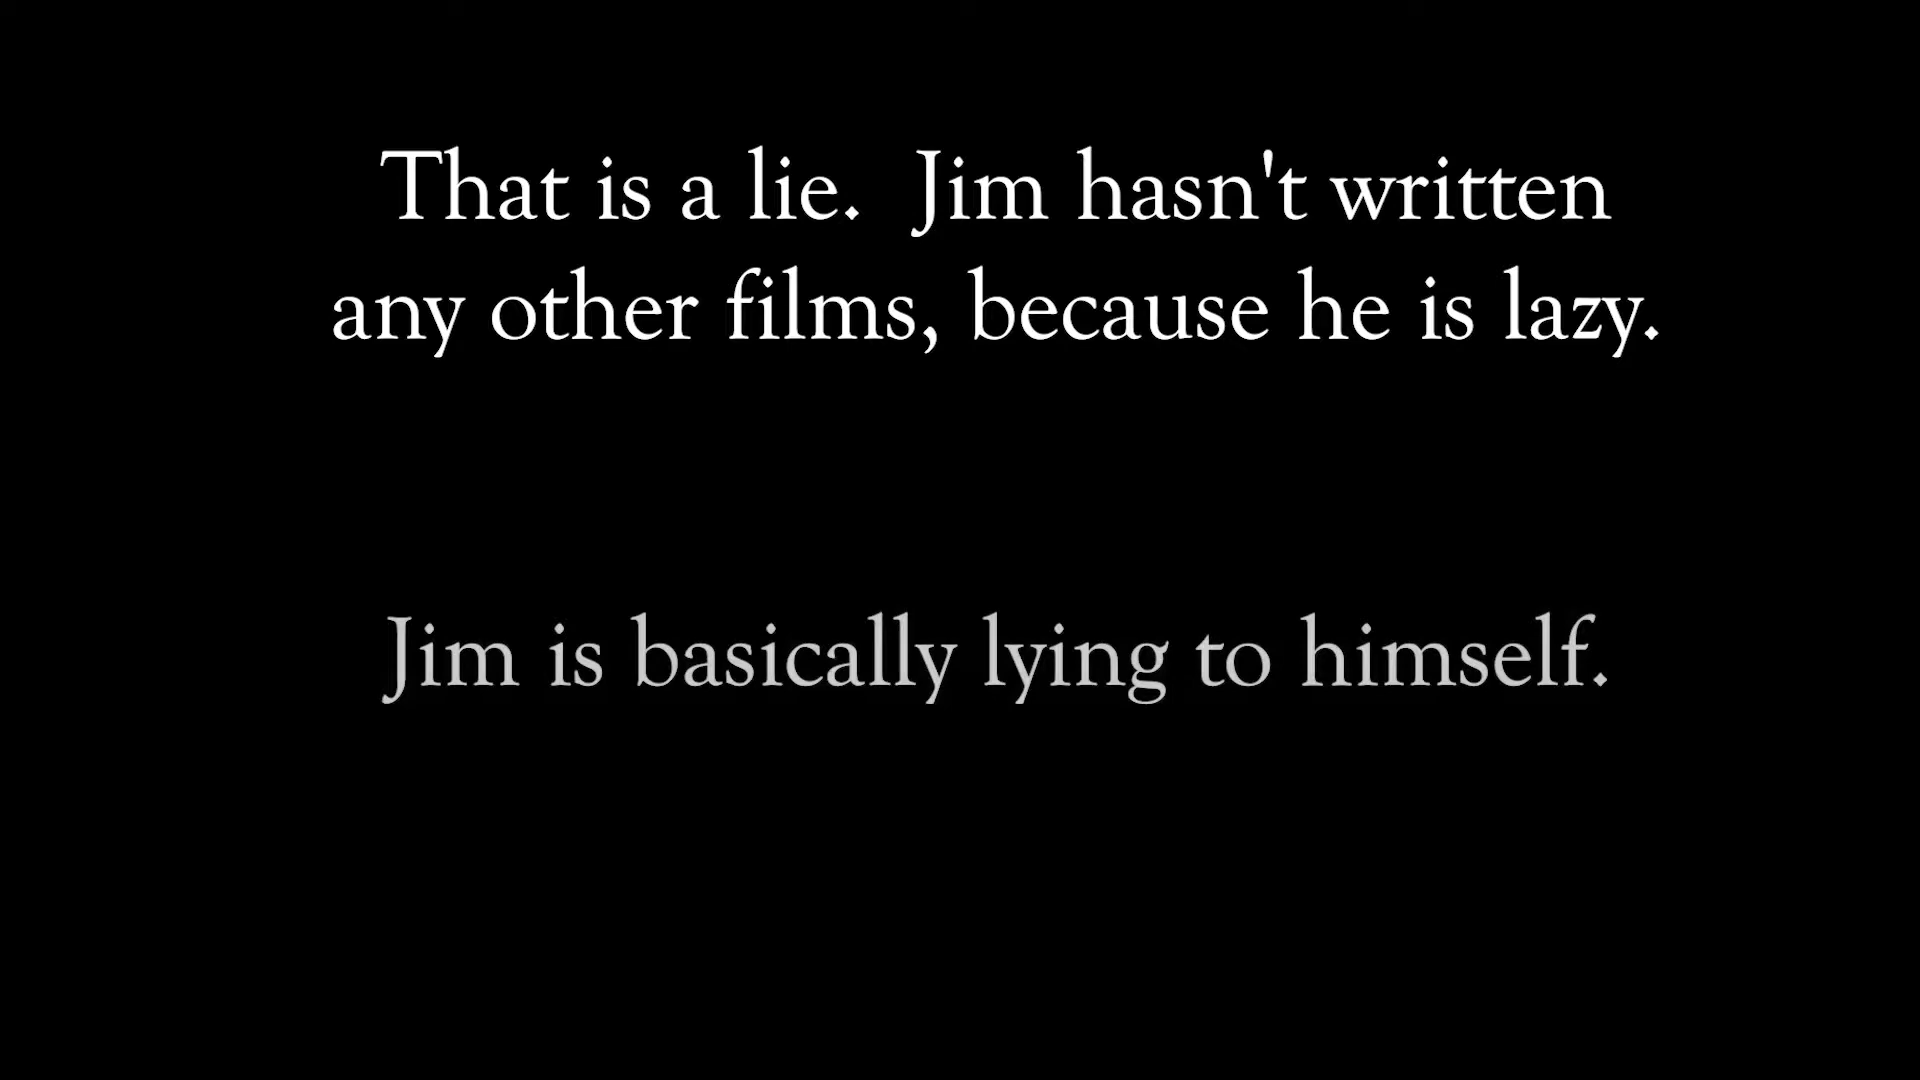 That is a lie.  Jim hasn't written
any other films, because he is lazy.
Jim is basically lying to himself.